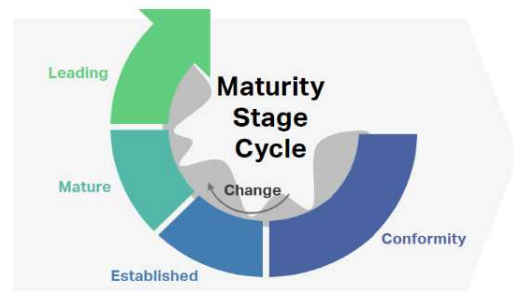 Leading
Maturity
Stage
Cycle
Mature
Change
Conformity
Established